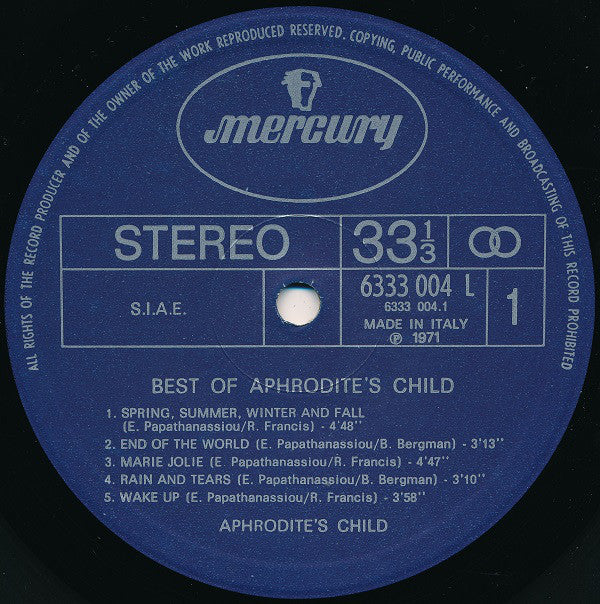 ALL RIGHTS OF THE RECORD PRODUCER AND OF THE OWNER OF THE WORK REPRODUCED RESERVED. COPYING, PUBLIC PERFORMANCE AND BROADCASTING OF THIS RECORD PROHIBITED
mercury
STEREO 33 1/3
S.I.A.E.
6333 004 L
6333 004.1
MADE IN ITALY
℗ 1971
1
BEST OF APHRODITE'S CHILD
1. SPRING, SUMMER, WINTER AND FALL
(E. Papathanassiou/R. Francis) - 4'48''
2. END OF THE WORLD (E. Papathanassiou/B. Bergman) - 3'13''
3. MARIE JOLIE (E. Papathanassiou/R. Francis) - 4'47''
4. RAIN AND TEARS (E. Papathanassiou/B. Bergman) - 3'10''
5. WAKE UP (E. Papathanassiou/R. Francis) - 3'58''
APHRODITE'S CHILD